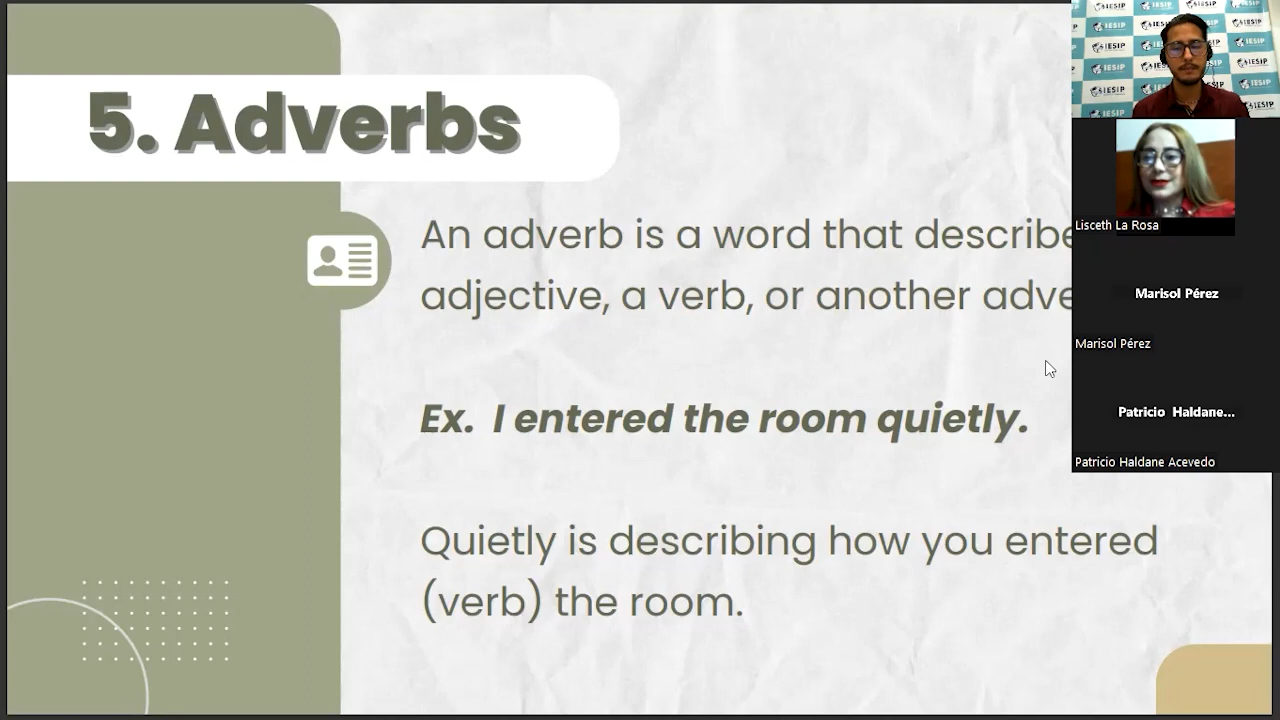 5. Adverbs
An adverb is a word that describe
adjective, a verb, or another adve
Ex. I entered the room quietly.
Quietly is describing how you entered
(verb) the room.
IESIP
Lisceth La Rosa
Marisol Pérez
Marisol Pérez
Patricio Haldane...
Patricio Haldane Acevedo